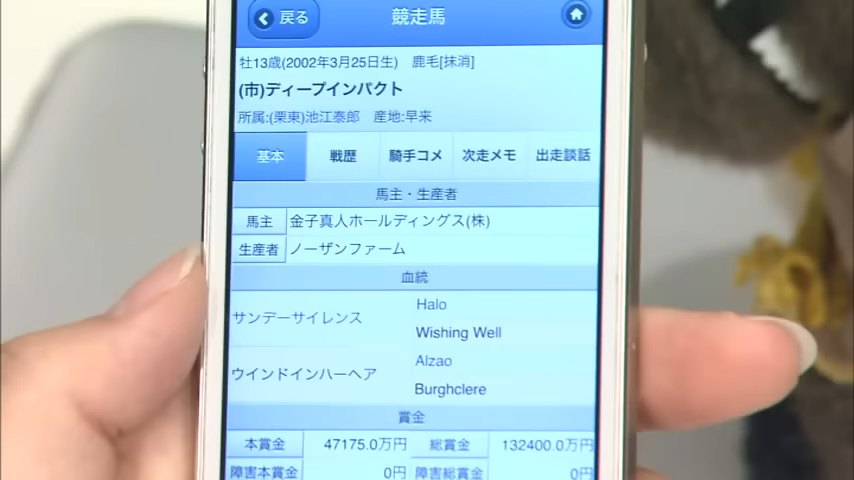 戻る 競走馬
牡13歳(2002年3月25日生) 鹿毛[抹消]
(市)ディープインパクト
所属:(栗東)池江泰郎 産地:早来
基本 戦歴 騎手コメ 次走メモ 出走談話
馬主・生産者
馬主 金子真人ホールディングス(株)
生産者 ノーザンファーム
血統
サンデーサイレンス
Halo
Wishing Well
ウインドインハーヘア
Alzao
Burghclere
賞金
本賞金 47175.0万円 総賞金 132400.0万円
障害本賞金 0円 障害総賞金 0円